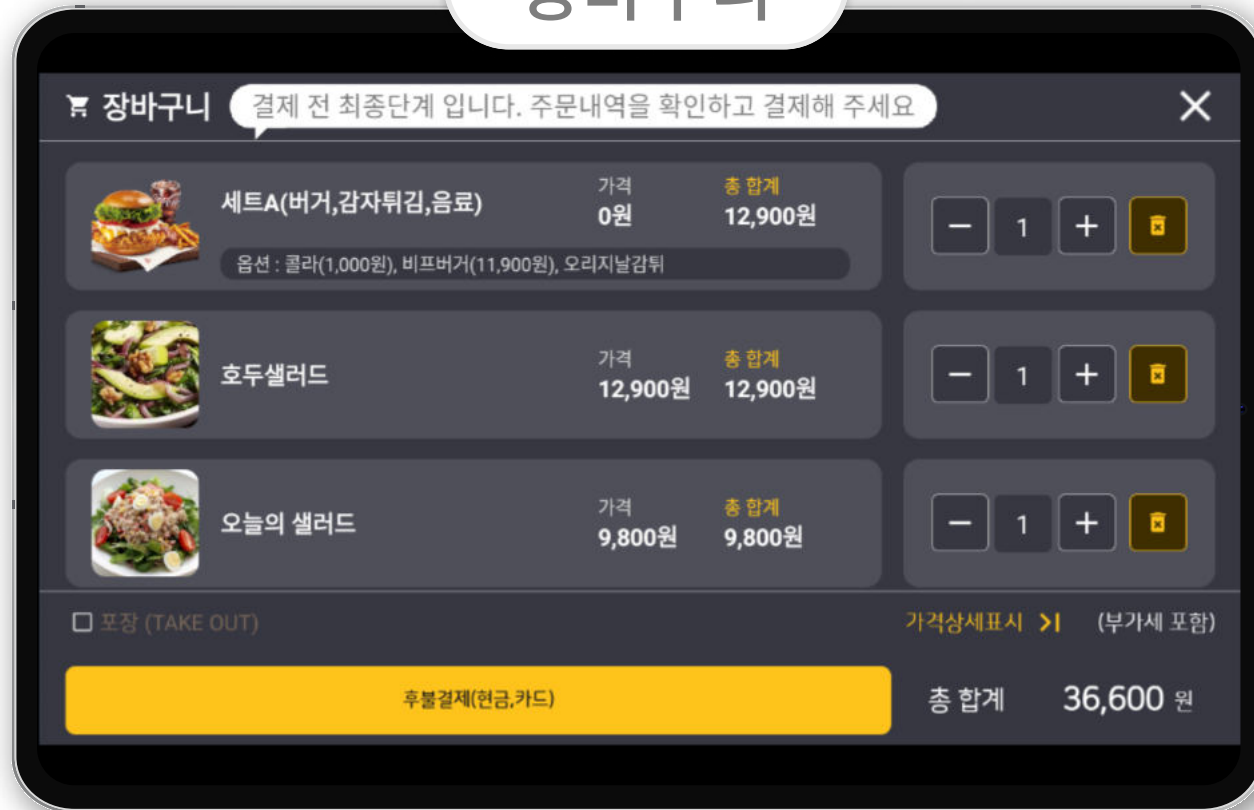 장바구니
장바구니
결제 전 최종단계 입니다. 주문내역을 확인하고 결제해 주세요
세트A(버거,감자튀김,음료)
가격
총 합계
0원
12,900원
1
옵션 : 콜라(1,000원), 비프버거(11,900원), 오리지날감튀
호두샐러드
가격
총 합계
12,900원
12,900원
1
오늘의 샐러드
가격
총 합계
9,800원
9,800원
1
포장 (TAKE OUT)
가격상세표시
(부가세 포함)
후불결제(현금,카드)
총 합계
36,600 원